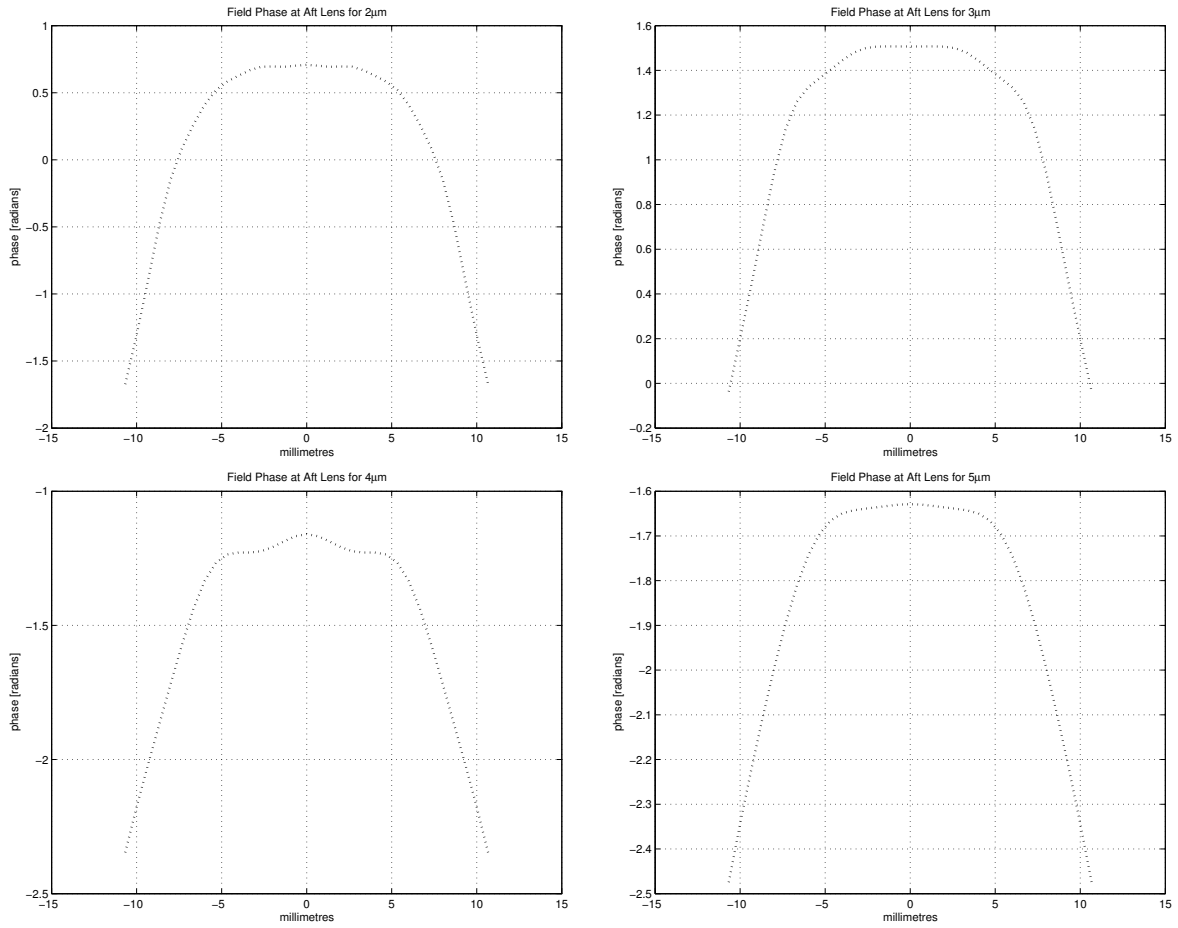 Field Phase at Aft Lens for 2μm
1
0.5
0
−0.5
−1
−1.5
−2
phase [radians]
−15 −10 −5 0 5 10 15
millimetres
Field Phase at Aft Lens for 3μm
1.6
1.4
1.2
1
0.8
0.6
0.4
0.2
0
−0.2
phase [radians]
−15 −10 −5 0 5 10 15
millimetres
Field Phase at Aft Lens for 4μm
−1
−1.5
−2
−2.5
phase [radians]
−15 −10 −5 0 5 10 15
millimetres
Field Phase at Aft Lens for 5μm
−1.6
−1.7
−1.8
−1.9
−2
−2.1
−2.2
−2.3
−2.4
−2.5
phase [radians]
−15 −10 −5 0 5 10 15
millimetres